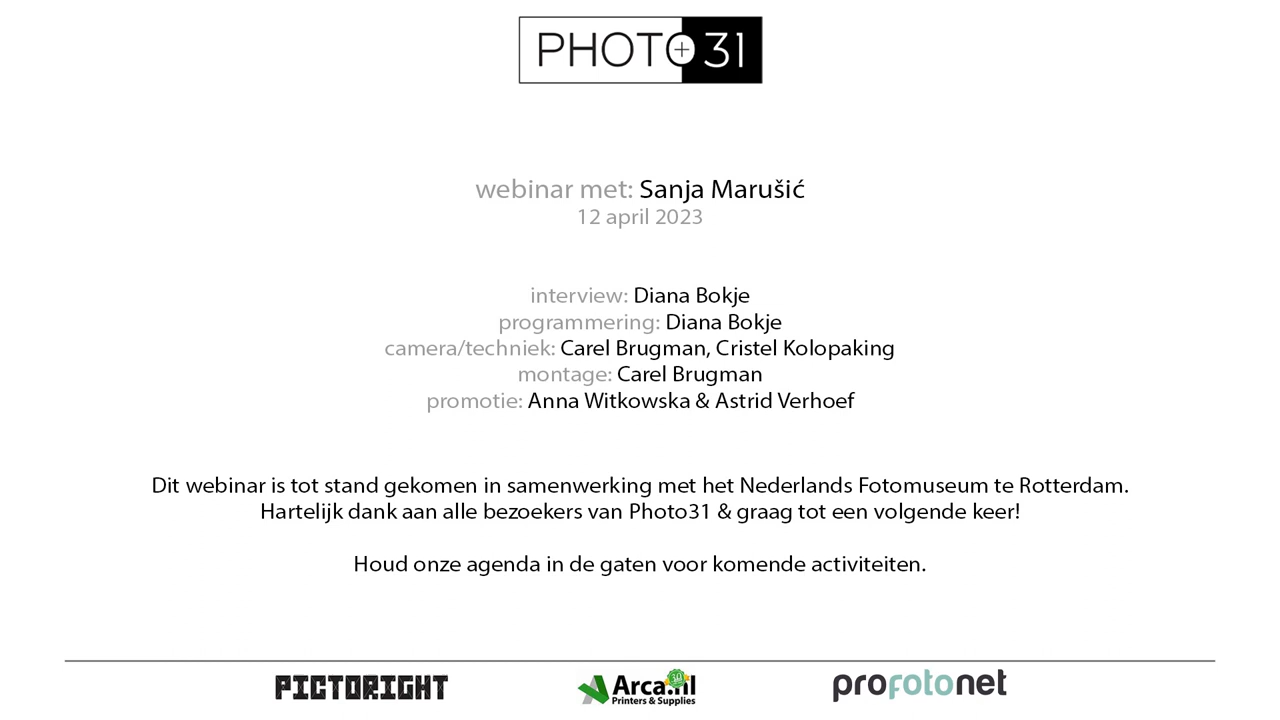 PHOTO 31
webinar met: Sanja Marušić
12 april 2023
interview: Diana Bokje
programmering: Diana Bokje
camera/techniek: Carel Brugman, Cristel Kolopaking
montage: Carel Brugman
promotie: Anna Witkowska & Astrid Verhoef
Dit webinar is tot stand gekomen in samenwerking met het Nederlands Fotomuseum te Rotterdam.
Hartelijk dank aan alle bezoekers van Photo31 & graag tot een volgende keer!
Houd onze agenda in de gaten voor komende activiteiten.
PICTORIGHT
Arca.nl
30
Printers & Supplies
profotonet